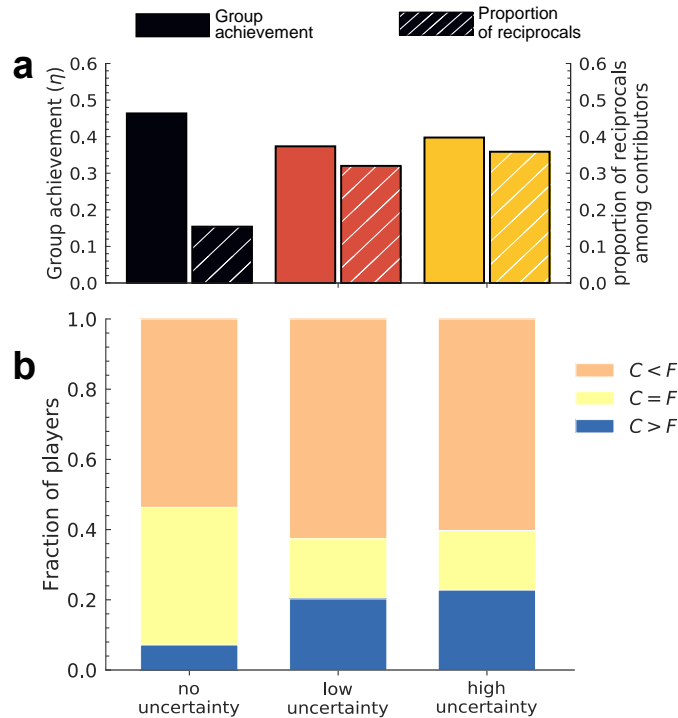 Group
achievement
Proportion
of reciprocals
a
Group achievement (η)
0.6
0.5
0.4
0.3
0.2
0.1
0.0
0.6
0.5
0.4
0.3
0.2
0.1
0.0
proportion of reciprocals
among contributors
b
Fraction of players
1.0
0.8
0.6
0.4
0.2
0.0
C < F
C = F
C > F
no
uncertainty
low
uncertainty
high
uncertainty